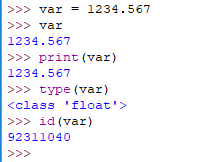 >>> var = 1234.567
>>> var
1234.567
>>> print(var)
1234.567
>>> type(var)
<class 'float'>
>>> id(var)
92311040
>>>